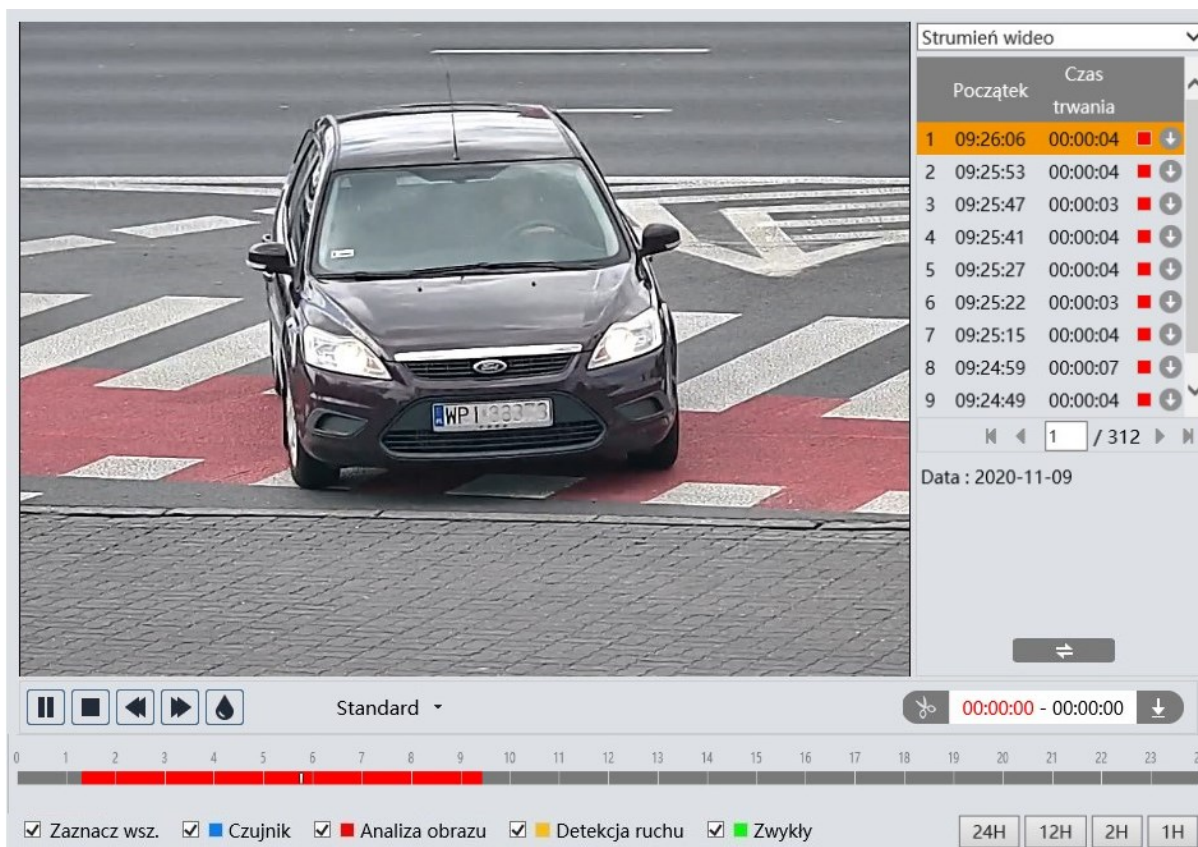 Strumień wideo
Początek Czas trwania
1 09:26:06 00:00:04
2 09:25:53 00:00:04
3 09:25:47 00:00:03
4 09:25:41 00:00:04
5 09:25:27 00:00:04
6 09:25:22 00:00:03
7 09:25:15 00:00:04
8 09:24:59 00:00:07
9 09:24:49 00:00:04
1 / 312
Data : 2020-11-09
Ford
WPI
Standard
00:00:00 - 00:00:00
0 1 2 3 4 5 6 7 8 9 10 11 12 13 14 15 16 17 18 19 20 21 22 23
Zaznacz wsz. Czujnik Analiza obrazu Detekcja ruchu Zwykły
24H 12H 2H 1H